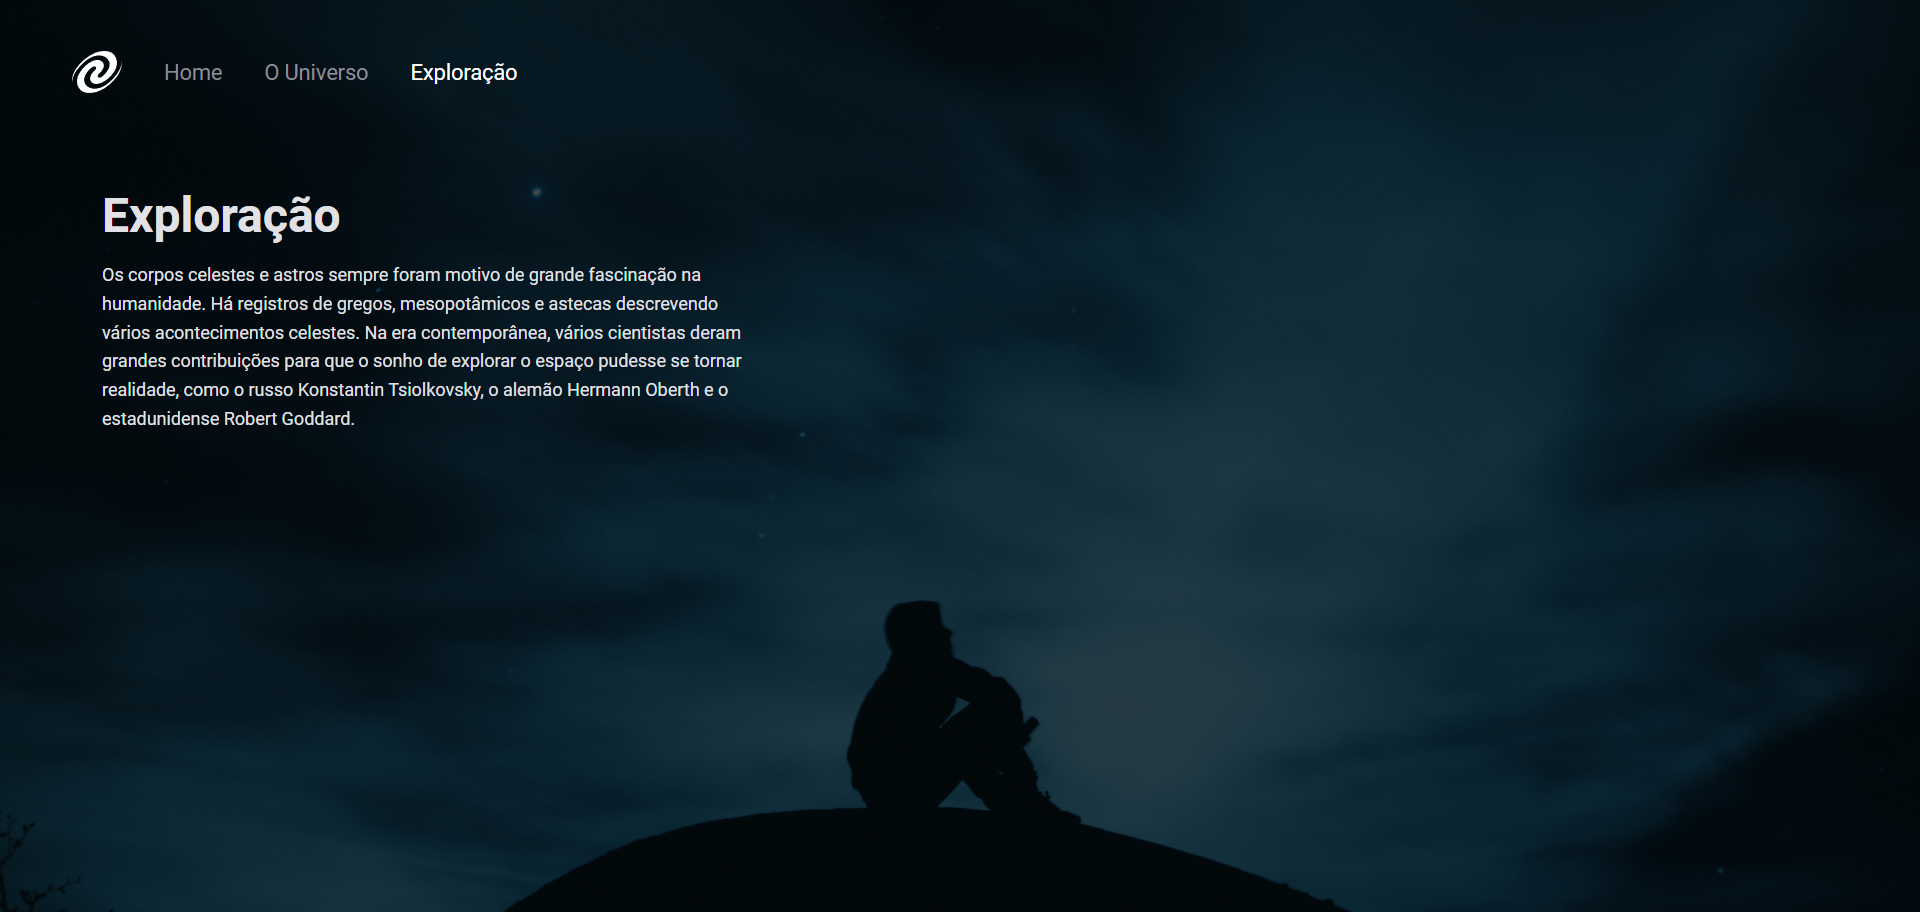 Home
O Universo
Exploração
Exploração
Os corpos celestes e astros sempre foram motivo de grande fascinação na
humanidade. Há registros de gregos, mesopotâmicos e astecas descrevendo
vários acontecimentos celestes. Na era contemporânea, vários cientistas deram
grandes contribuições para que o sonho de explorar o espaço pudesse se tornar
realidade, como o russo Konstantin Tsiolkovsky, o alemão Hermann Oberth e o
estadunidense Robert Goddard.